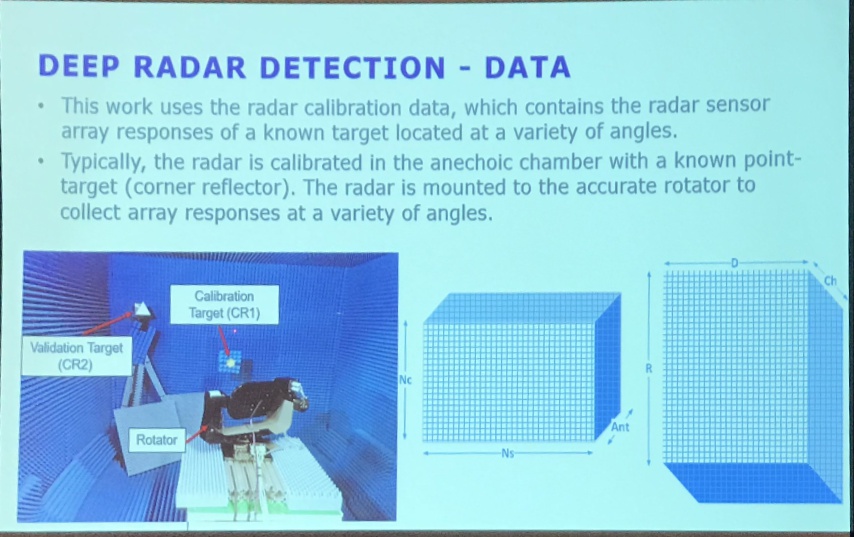 DEEP RADAR DETECTION - DATA
• This work uses the radar calibration data, which contains the radar sensor
array responses of a known target located at a variety of angles.
• Typically, the radar is calibrated in the anechoic chamber with a known point-
target (corner reflector). The radar is mounted to the accurate rotator to
collect array responses at a variety of angles.
Calibration
Target (CR1)
Validation Target
(CR2)
Rotator
Nc
Ns
Ant
D
Ch
R